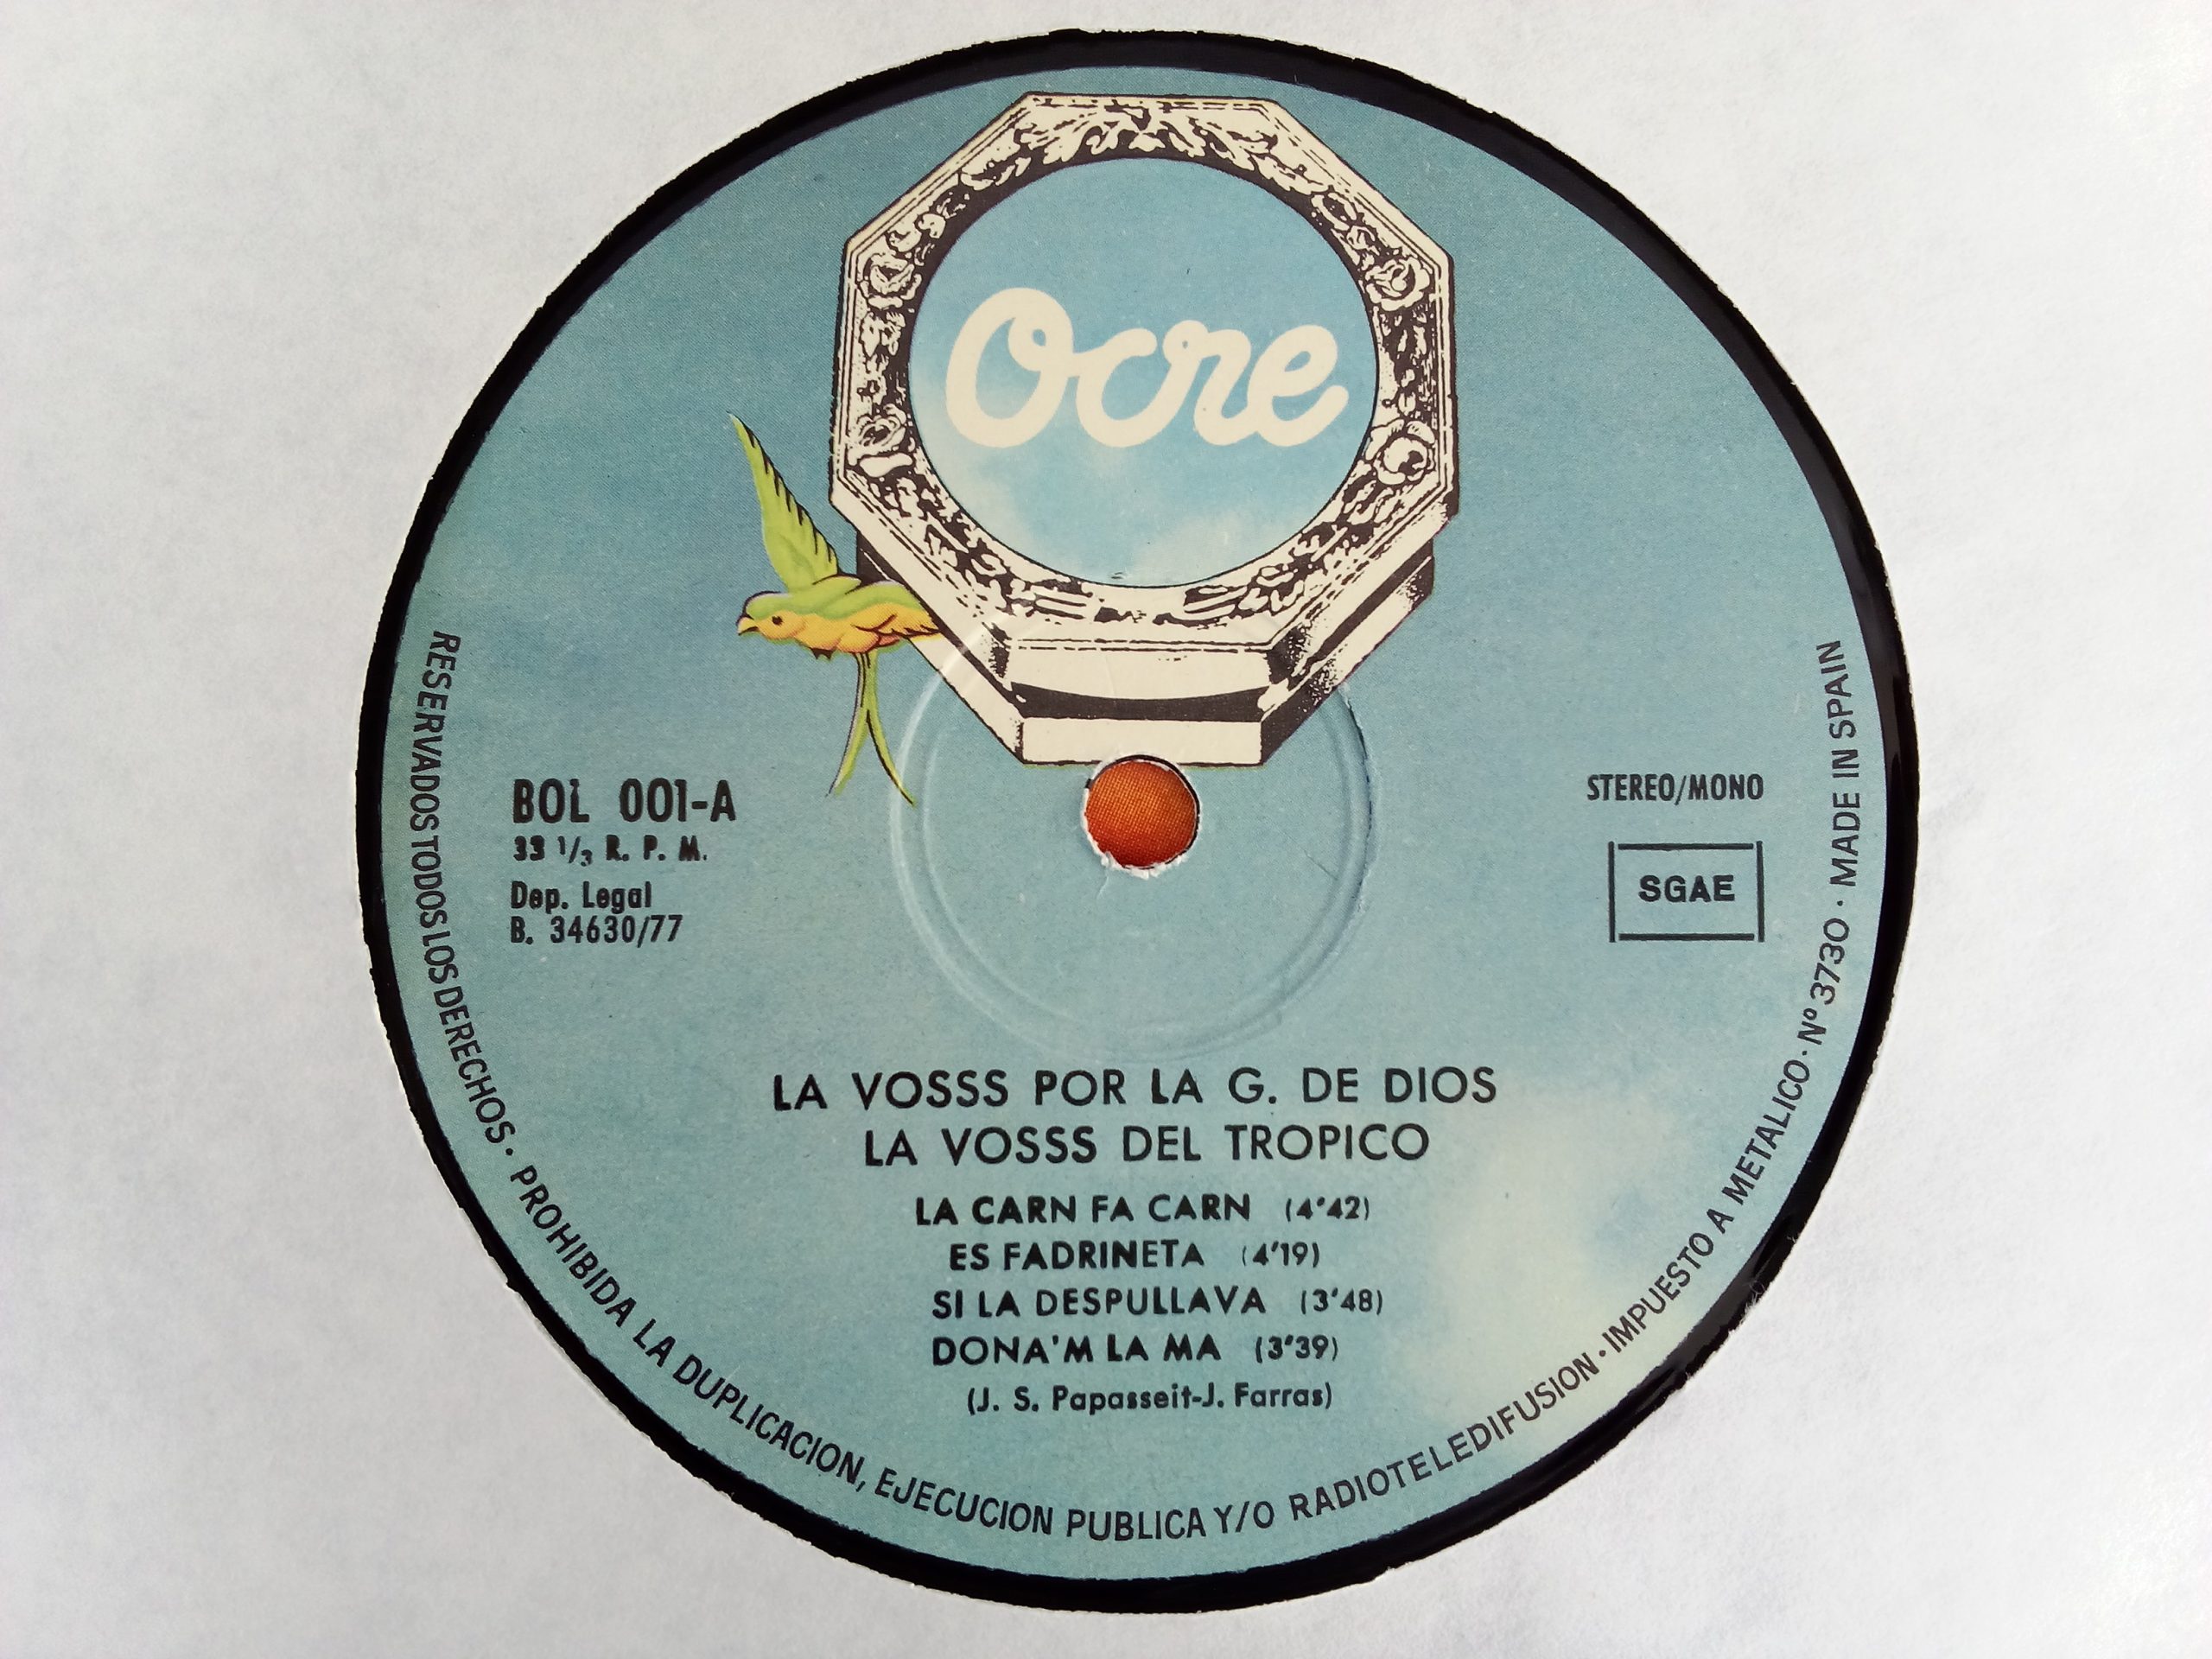 Ocre
BOL 001-A
33 1/3 R. P. M.
Dep. Legal
B. 34630/77
STEREO/MONO
SGAE
LA VOSSS POR LA G. DE DIOS
LA VOSSS DEL TROPICO
LA CARN FA CARN (4'42)
ES FADRINETA (4'19)
SI LA DESPULLAVA (3'48)
DONA'M LA MA (3'39)
(J. S. Papasseit-J. Farras)
RESERVADOS TODOS LOS DERECHOS · PROHIBIDA LA DUPLICACION, EJECUCION PUBLICA Y/O RADIOTELEDIFUSION · IMPUESTO A METALICO · Nº 3730 · MADE IN SPAIN